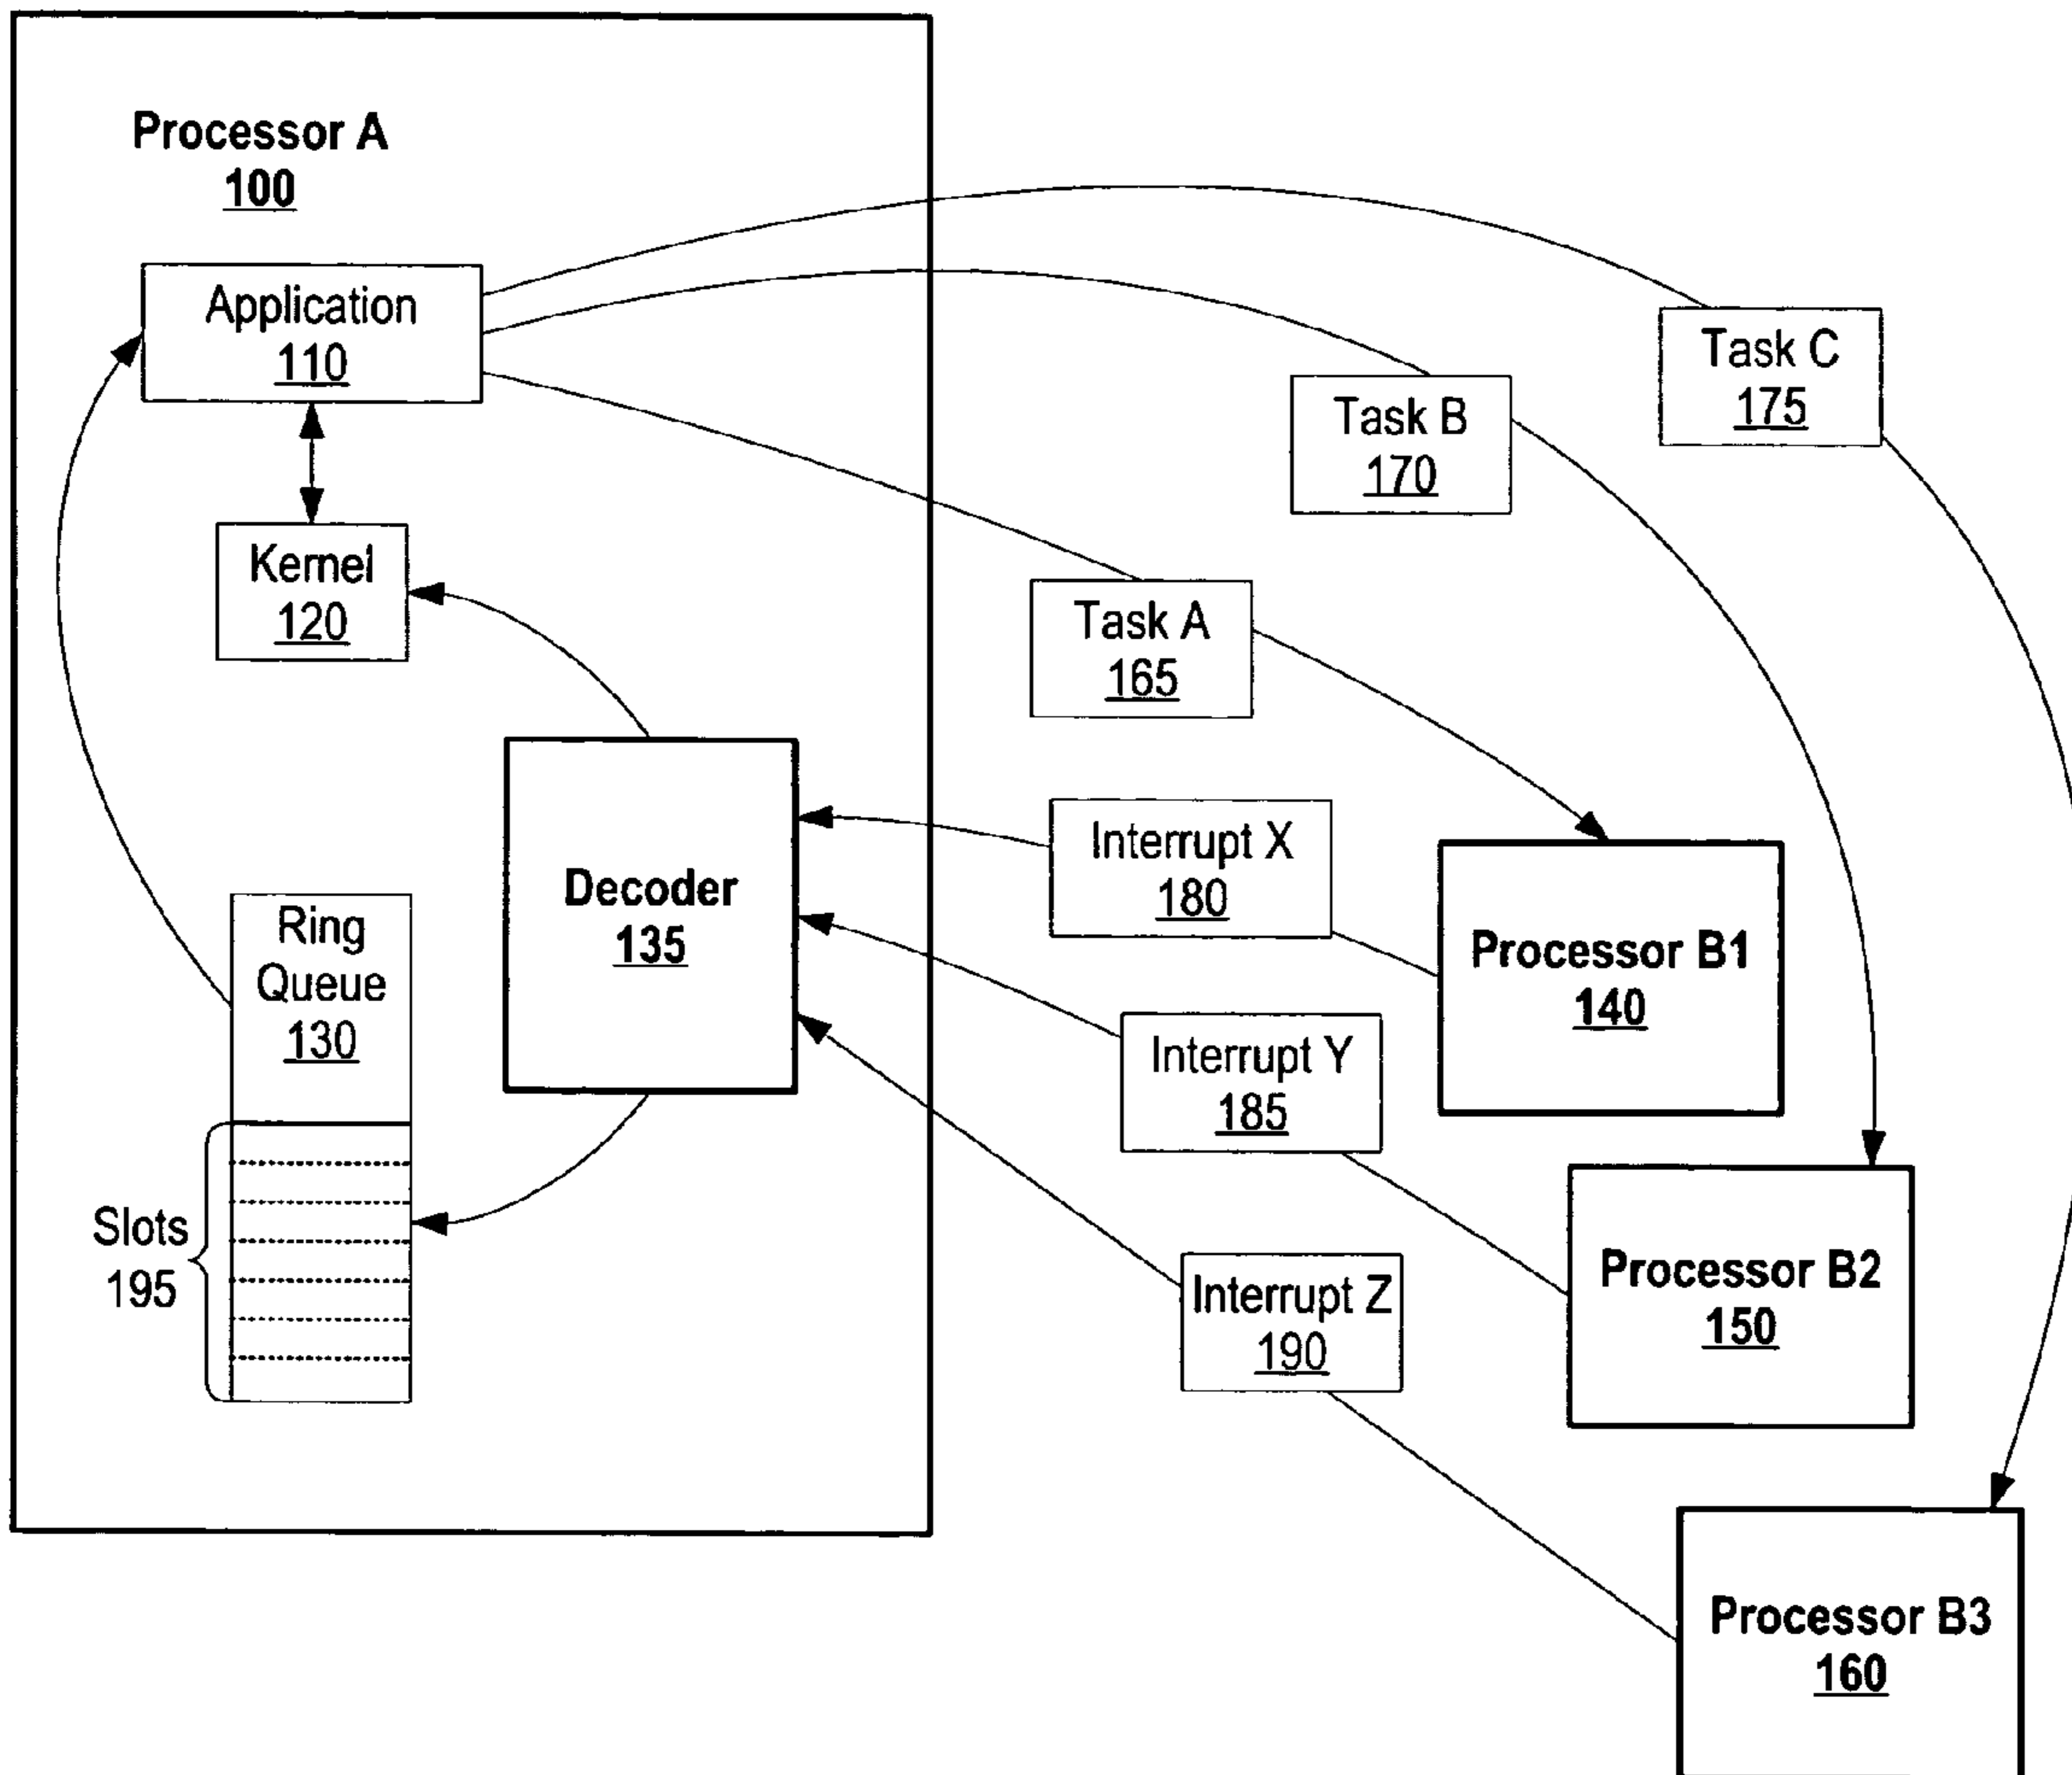 Processor A
100
Application
110
Task C
175
Task B
170
Kernel
120
Task A
165
Interrupt X
180
Decoder
135
Ring
Queue
130
Processor B1
140
Interrupt Y
185
Slots
195
Interrupt Z
190
Processor B2
150
Processor B3
160